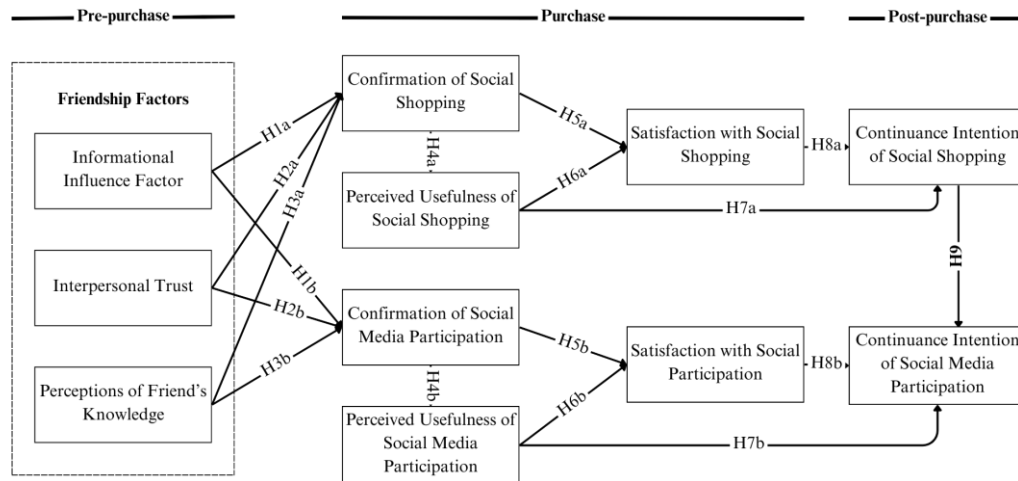 Pre-purchase
Purchase
Post-purchase
Friendship Factors
Informational
Influence Factor
Interpersonal Trust
Perceptions of Friend's
Knowledge
H1a
H2a
H3a
H1b
H2b
H3b
Confirmation of Social
Shopping
H4a
Perceived Usefulness of
Social Shopping
Confirmation of Social
Media Participation
H4b
Perceived Usefulness of
Social Media
Participation
H5a
H6a
H7a
H5b
H6b
H7b
Satisfaction with Social
Shopping
Satisfaction with Social
Participation
H8a
H8b
Continuance Intention
of Social Shopping
H9
Continuance Intention
of Social Media
Participation